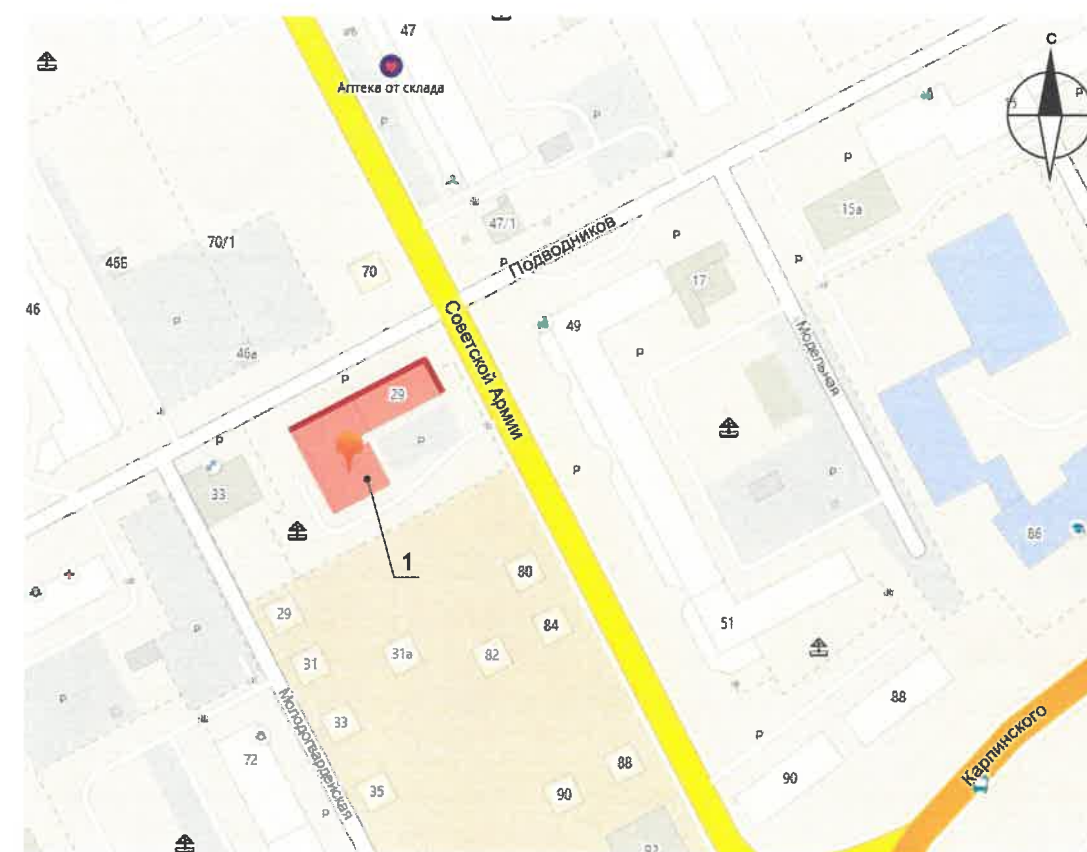 47
С
Аптека от склада
Р
Р
Р
Р
15а
47/1
Подводников
Р
Р
70/1
46Б
70
17
Р
46
Р
Советской Армии
49
Модельная
46а
Р
Р
29
Р
Р
Р
Р
33
86
1
80
29
84
51
31а
82
31
Р
Р
33
Молодогвардейская
88
72
Р
88
90
Карпинского
35
90
Р